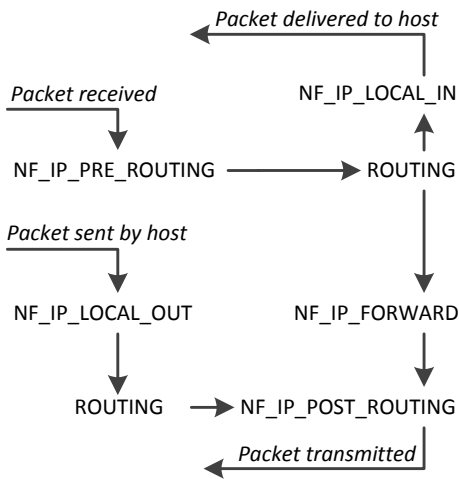 Packet delivered to host
NF_IP_LOCAL_IN
Packet received
NF_IP_PRE_ROUTING
ROUTING
Packet sent by host
NF_IP_LOCAL_OUT
NF_IP_FORWARD
ROUTING
NF_IP_POST_ROUTING
Packet transmitted